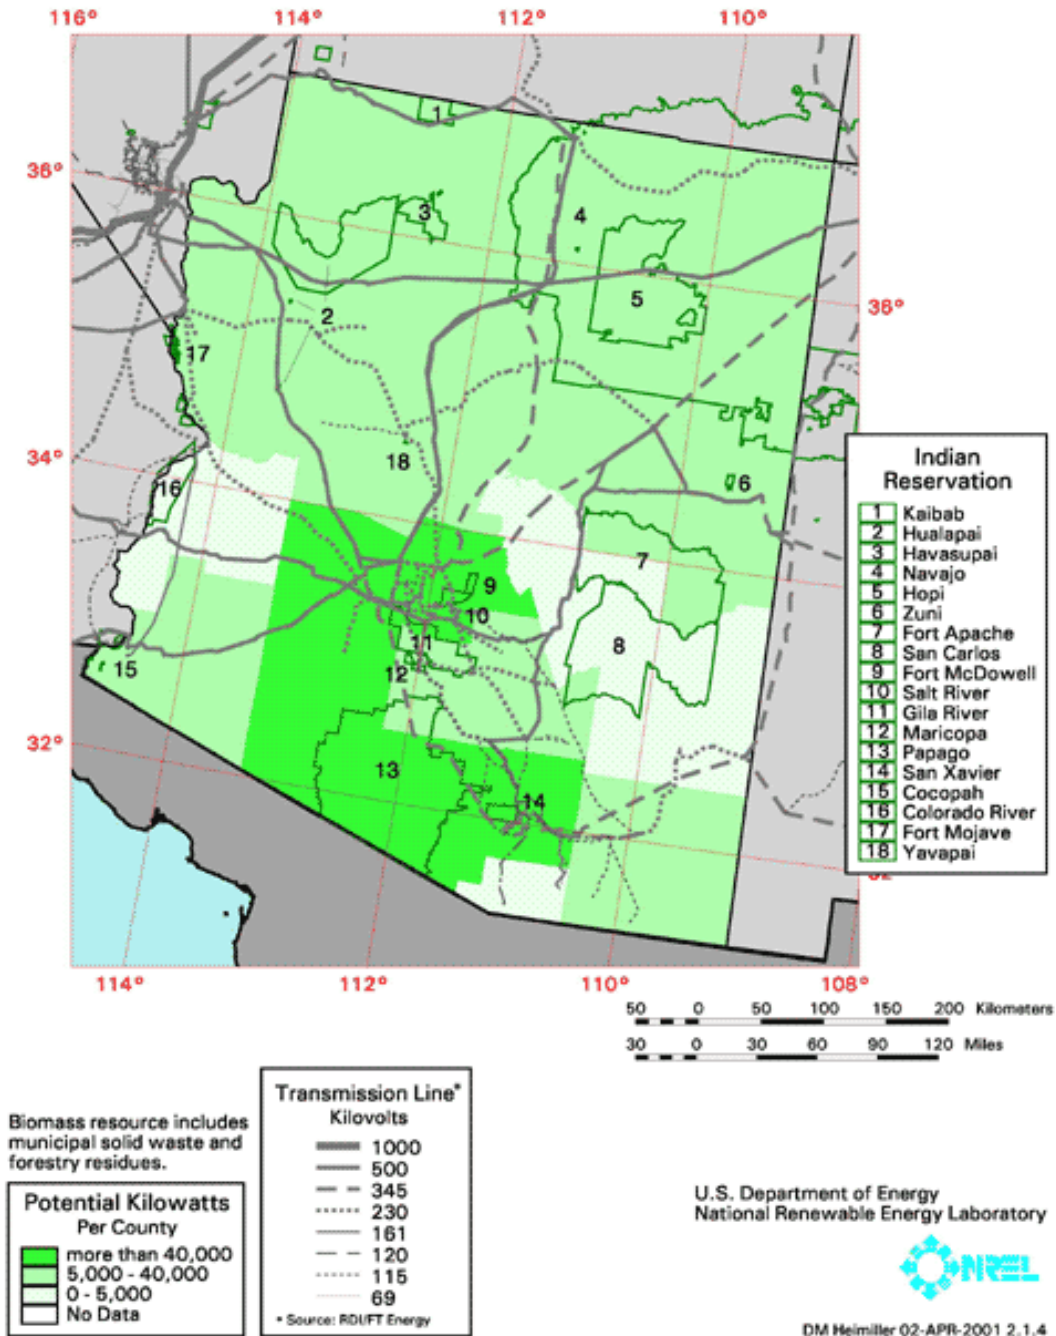 116° 114° 112° 110°
1
36°
3
4
2
5
36°
17
34°
18
16
6
7
9
10
8
11
12
15
32°
13
14
Indian
Reservation
1 Kaibab
2 Hualapai
3 Havasupai
4 Navajo
5 Hopi
6 Zuni
7 Fort Apache
8 San Carlos
9 Fort McDowell
10 Salt River
11 Gila River
12 Maricopa
13 Papago
14 San Xavier
15 Cocopah
16 Colorado River
17 Fort Mojave
18 Yavapai
114° 112° 110° 108°
50 0 50 100 150 200 Kilometers
30 0 30 60 90 120 Miles
Biomass resource includes
municipal solid waste and
forestry residues.
Potential Kilowatts
Per County
more than 40,000
5,000 - 40,000
0 - 5,000
No Data
Transmission Line*
Kilovolts
1000
500
345
230
161
120
115
69
* Source: RDI/FT Energy
U.S. Department of Energy
National Renewable Energy Laboratory
NREL
DM Heimiller 02-APR-2001 2.1.4